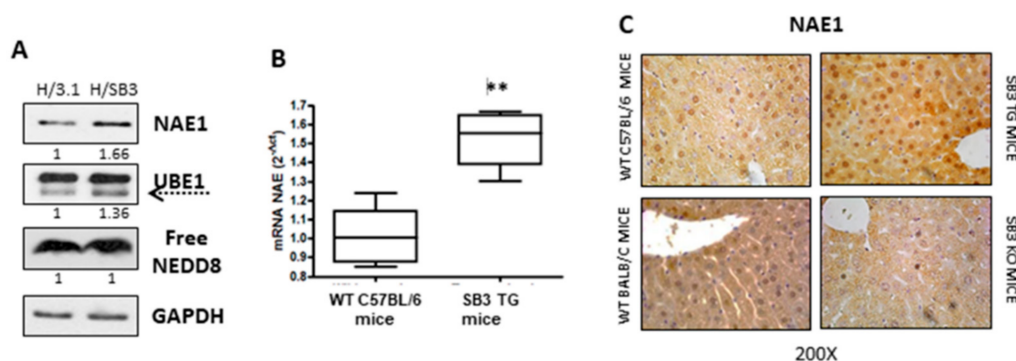 A
H/3.1 H/SB3
NAE1
1 1.66
UBE1
1 1.36
Free
NEDD8
1 1
GAPDH
B
**
mRNA NAE (2^-Δct)
1.7
1.6
1.5
1.4
1.3
1.2
1.1
1.0
0.9
0.8
WT C57BL/6
mice
SB3 TG
mice
C
NAE1
WT C57BL/6 MICE
SB3 TG MICE
WT BALB/C MICE
SB3 KO MICE
200X